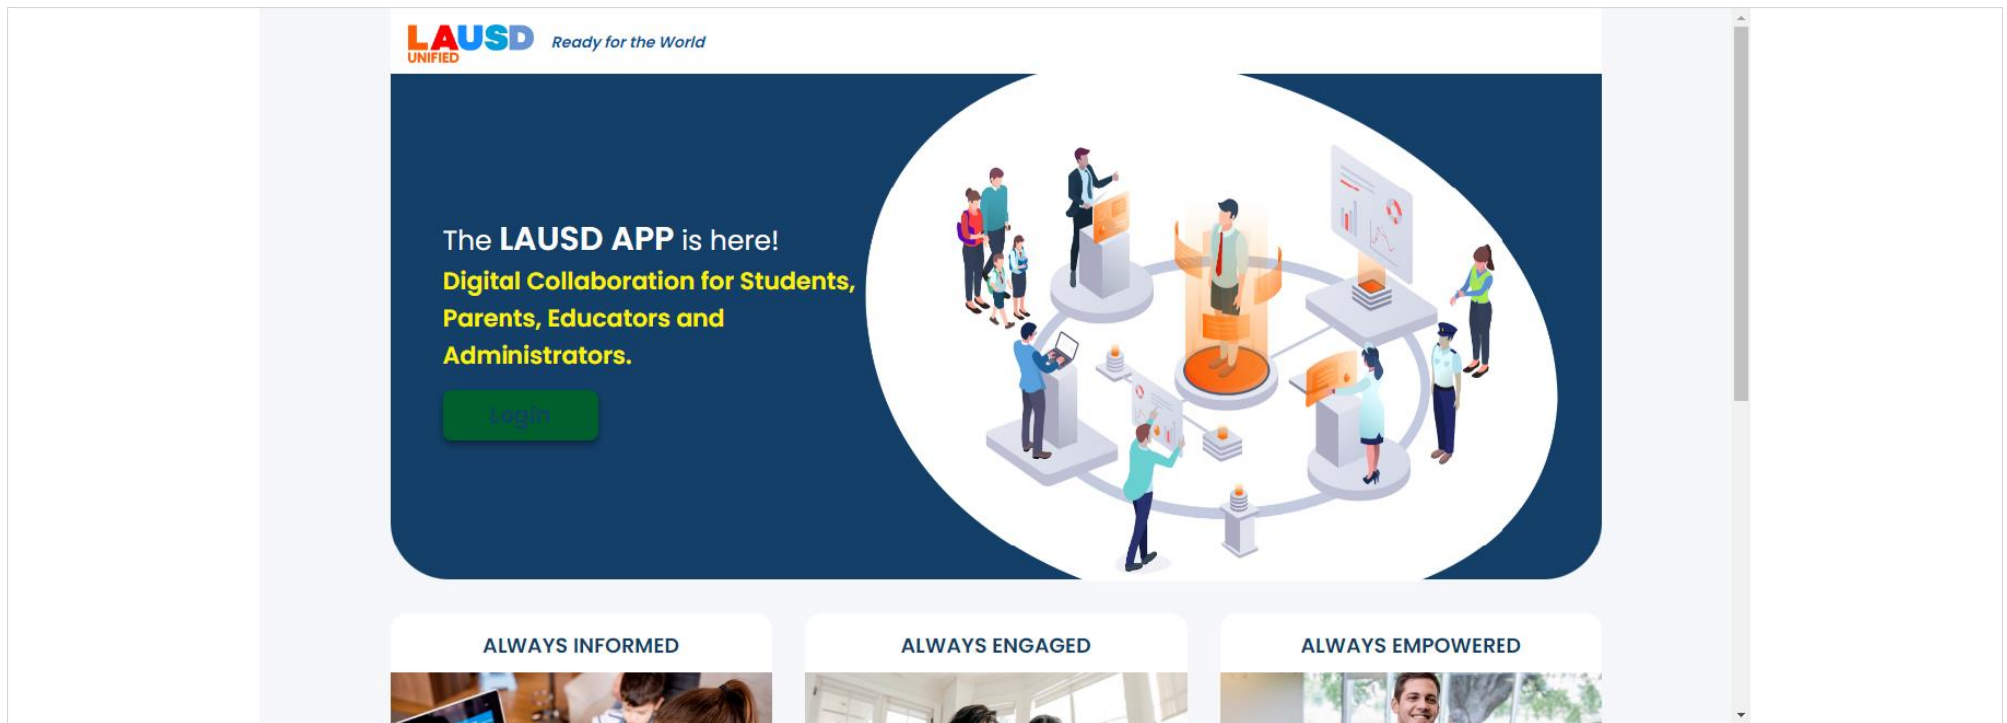 LAUSD
UNIFIED
Ready for the World
The LAUSD APP is here!
Digital Collaboration for Students,
Parents, Educators and
Administrators.
Login
ALWAYS INFORMED
ALWAYS ENGAGED
ALWAYS EMPOWERED